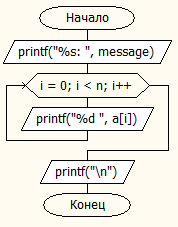 Начало
printf("%s: ", message)
i = 0; i < n; i++
printf("%d ", a[i])
printf("\n")
Конец